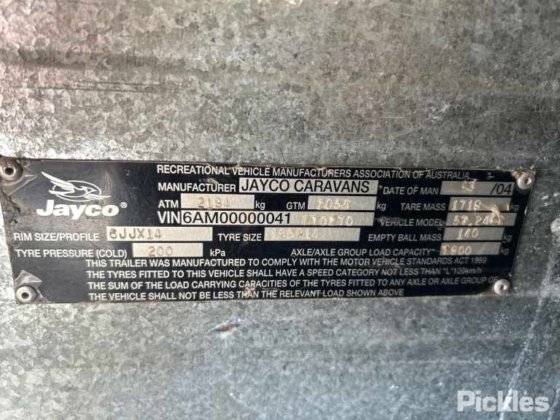 RECREATIONAL VEHICLE MANUFACTURERS ASSOCIATION OF AUSTRALIA
MANUFACTURER JAYCO CARAVANS DATE OF MAN /04
Jayco
ATM kg GTM kg TARE MASS kg
VIN 6AM00000041 VEHICLE MODEL
RIM SIZE/PROFILE 6JJX14 TYRE SIZE EMPTY BALL MASS 140 kg
TYRE PRESSURE (COLD) 200 kPa AXLE/AXLE GROUP LOAD CAPACITY kg
THIS TRAILER WAS MANUFACTURED TO COMPLY WITH THE MOTOR VEHICLE STANDARDS ACT 1989
THE TYRES FITTED TO THIS VEHICLE SHALL HAVE A SPEED CATEGORY NOT LESS THAN "L"120km/h
THE SUM OF THE LOAD CARRYING CAPACITY OF THE TYRES FITTED TO ANY AXLE OR AXLE GROUP OF
THE VEHICLE SHALL NOT BE LESS THAN THE RELEVANT LOAD SHOWN ABOVE
Pickles